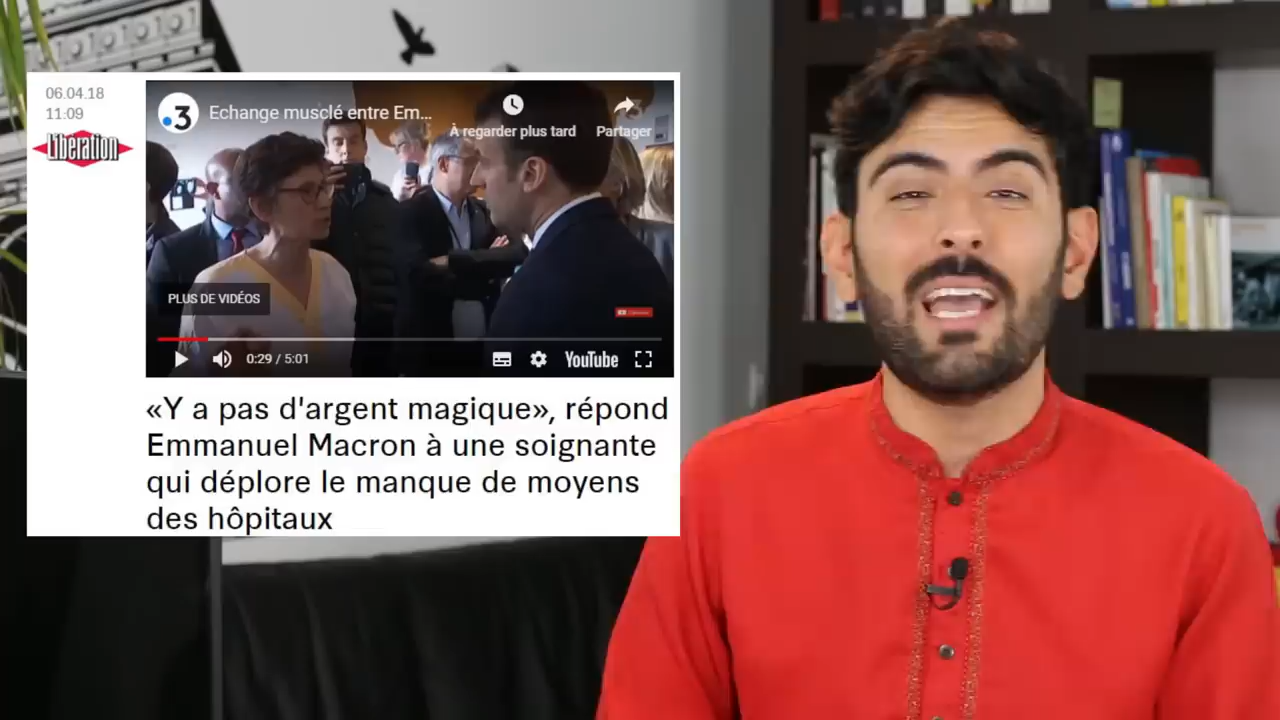 06.04.18
11:09
Libération
.3
Echange musclé entre Em...
À regarder plus tard
Partager
PLUS DE VIDÉOS
0:29 / 5:01
YouTube
«Y a pas d'argent magique», répond
Emmanuel Macron à une soignante
qui déplore le manque de moyens
des hôpitaux